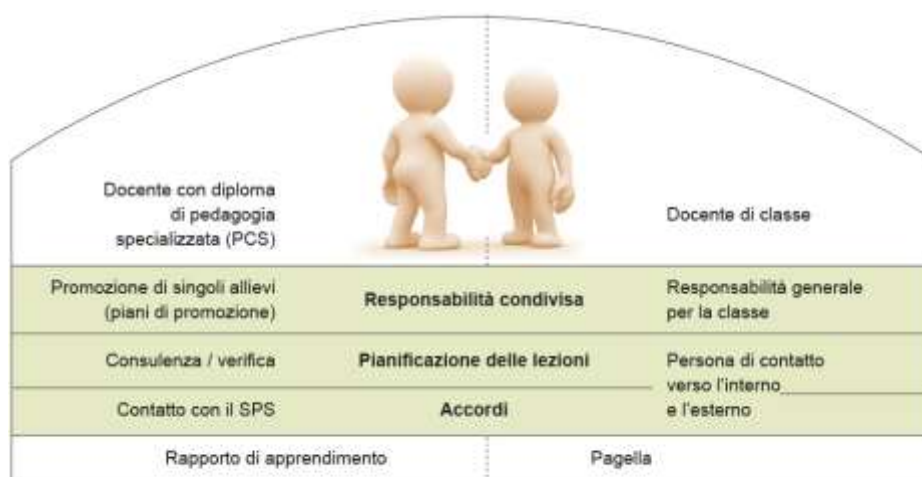 Docente con diploma
di pedagogia
specializzata (PCS)
Docente di classe
Promozione di singoli allievi
(piani di promozione)
Responsabilità condivisa
Responsabilità generale
per la classe
Consulenza / verifica
Pianificazione delle lezioni
Persona di contatto
verso l'interno
e l'esterno
Contatto con il SPS
Accordi
Rapporto di apprendimento
Pagella